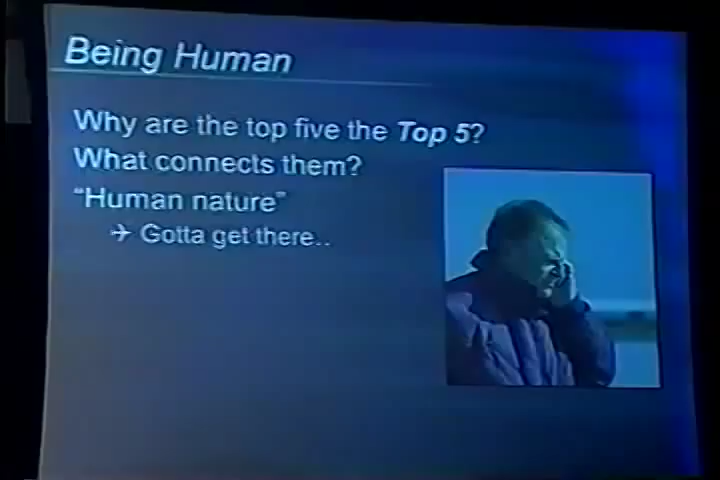 Being Human
Why are the top five the Top 5?
What connects them?
“Human nature”
✈ Gotta get there..